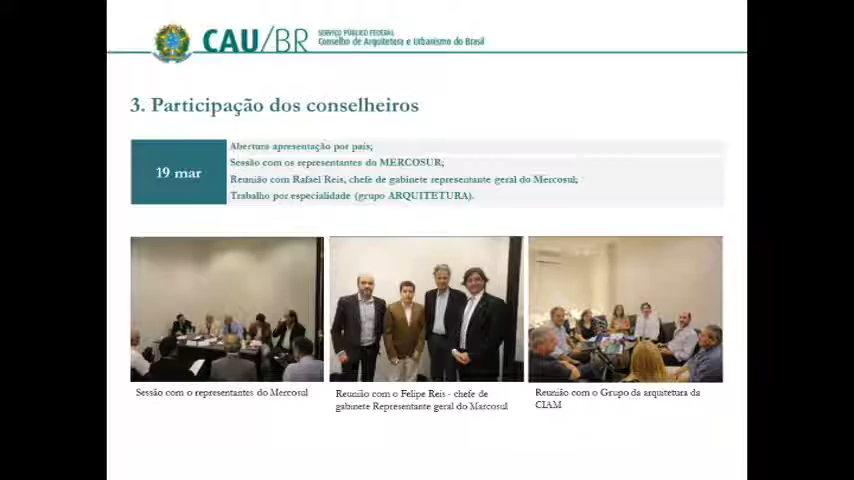 CAU/BR
SERVIÇO PÚBLICO FEDERAL
Conselho de Arquitetura e Urbanismo do Brasil
3. Participação dos conselheiros
19 mar
Abertura apresentação por país;
Sessão com os representantes do MERCOSUR;
Reunião com Rafael Reis, chefe de gabinete representante geral do Mercosul;
Trabalho por especialidade (grupo ARQUITETURA).
Sessão com o representantes do Mercosul
Reunião com o Felipe Reis - chefe de
gabinete Representante geral do Marcosul
Reunião com o Grupo da arquitetura da
CIAM